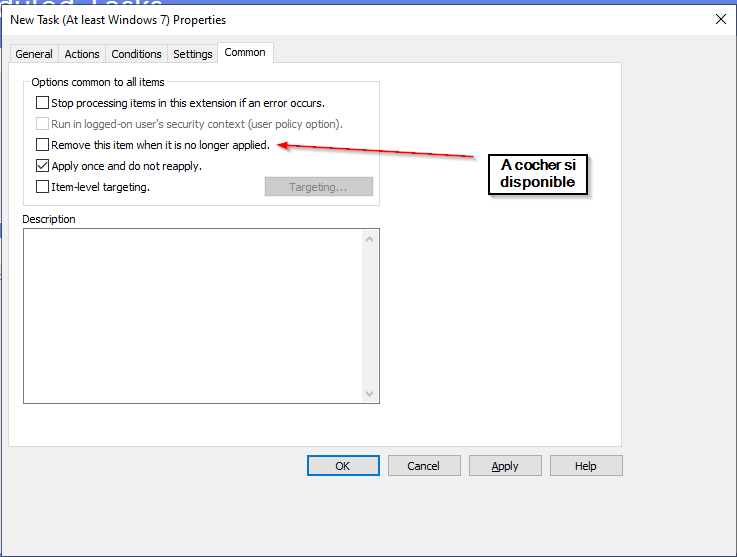 New Task (At least Windows 7) Properties
General Actions Conditions Settings Common
Options common to all items
Stop processing items in this extension if an error occurs.
Run in logged-on user's security context (user policy option).
Remove this item when it is no longer applied.
Apply once and do not reapply.
Item-level targeting.
Targeting...
A cocher si
disponible
Description
OK Cancel Apply Help